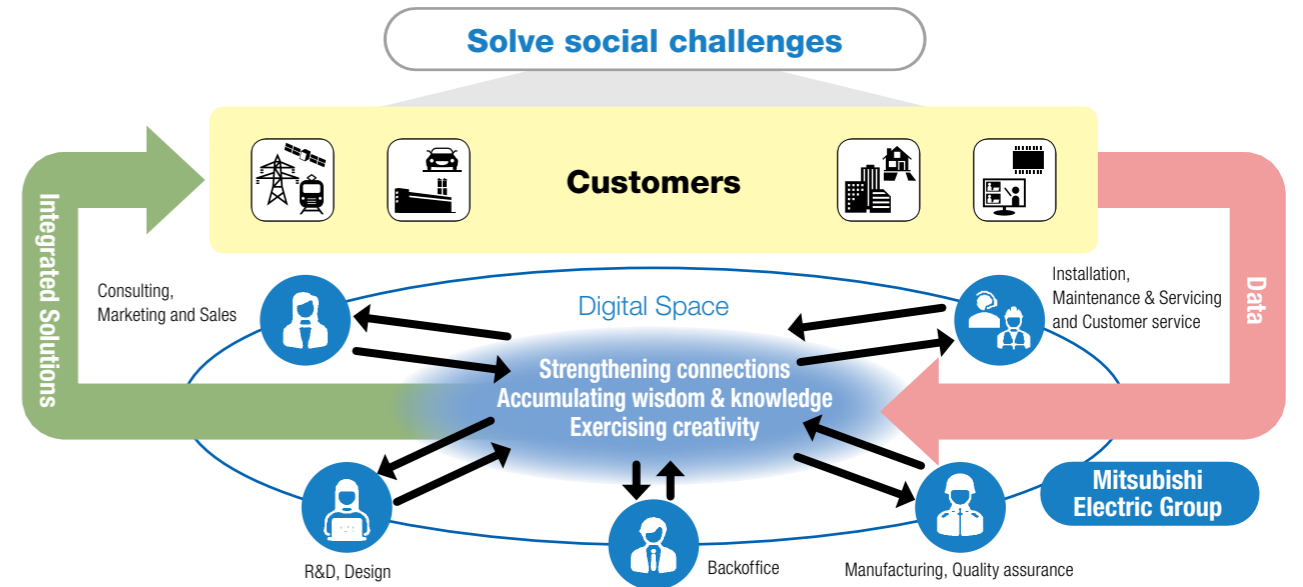 Solve social challenges
Customers
Integrated Solutions
Data
Consulting,
Marketing and Sales
Digital Space
Installation,
Maintenance & Servicing
and Customer service
Strengthening connections
Accumulating wisdom & knowledge
Exercising creativity
Mitsubishi
Electric Group
R&D, Design
Backoffice
Manufacturing, Quality assurance